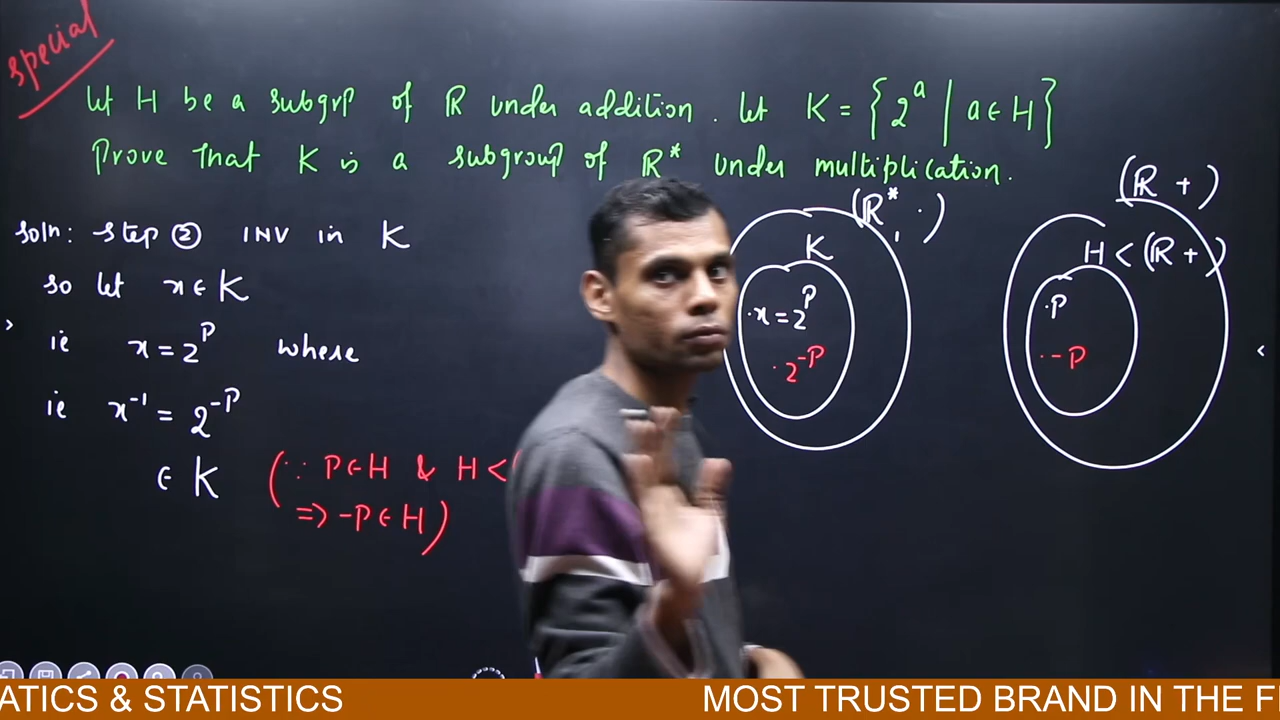 special
let H be a subgrp of ℝ under addition. let K = { 2^a | a ∈ H }
Prove that K is a subgroup of ℝ* under multiplication.
Soln: step ② INV in K
so let x ∈ K
ie x = 2^P where
ie x^-1 = 2^-P
∈ K (∵ P ∈ H & H <
=> -P ∈ H)
(ℝ*, ·)
K
·x = 2^P
·2^-P
(ℝ +)
H < (ℝ +)
·P
·-P
ATICS & STATISTICS MOST TRUSTED BRAND IN THE F